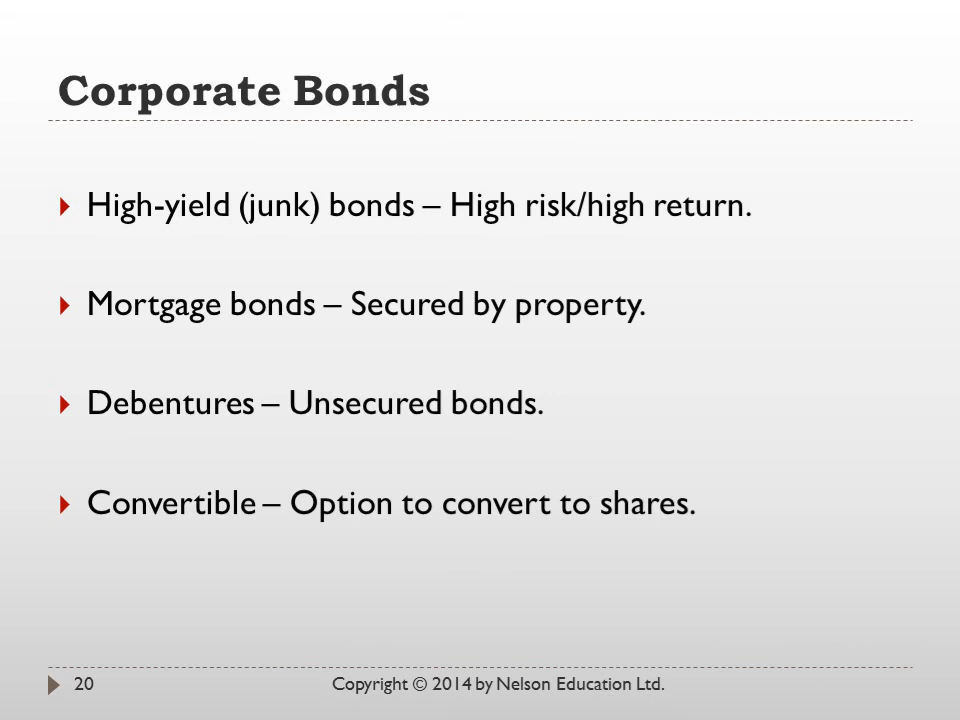 Corporate Bonds
High-yield (junk) bonds – High risk/high return.
Mortgage bonds – Secured by property.
Debentures – Unsecured bonds.
Convertible – Option to convert to shares.
20 Copyright © 2014 by Nelson Education Ltd.